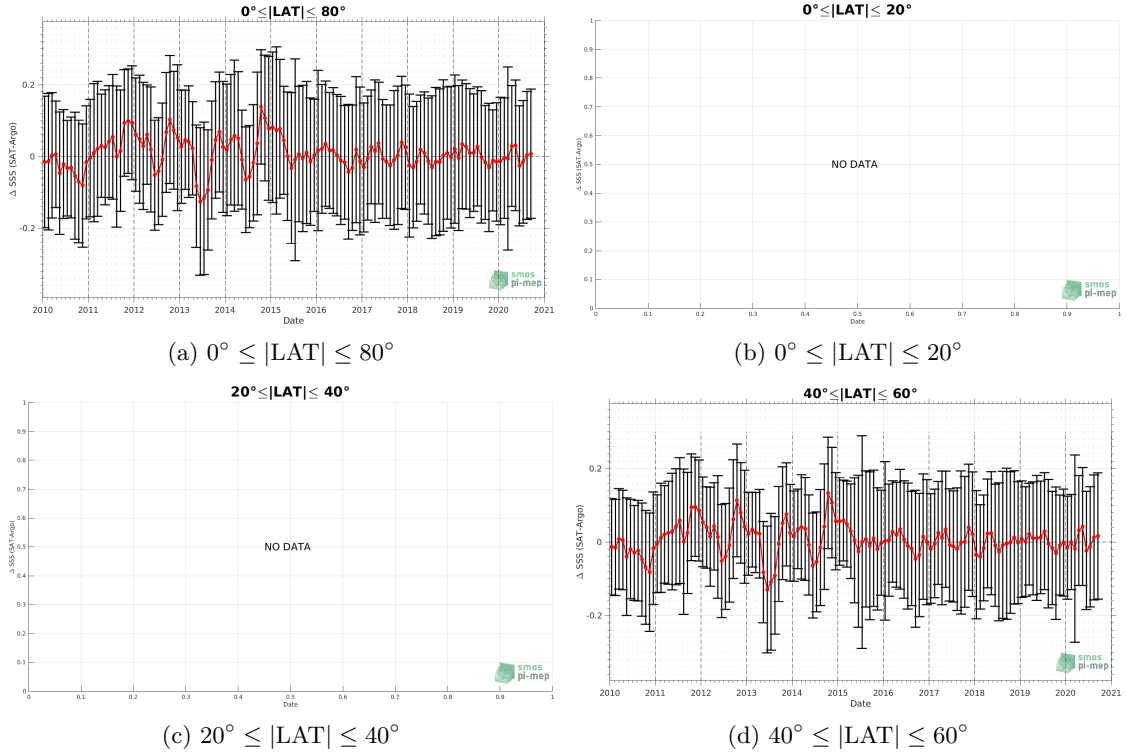 0°≤|LAT|≤ 80°
Δ SSS (SAT-Argo)
0.2
0
-0.2
2010 2011 2012 2013 2014 2015 2016 2017 2018 2019 2020 2021
Date
smos
pi-mep
(a) 0° ≤ |LAT| ≤ 80°
0°≤|LAT|≤ 20°
Δ SSS (SAT-Argo)
1
0.9
0.8
0.7
0.6
0.5
0.4
0.3
0.2
0.1
0
NO DATA
0 0.1 0.2 0.3 0.4 0.5 0.6 0.7 0.8 0.9 1
Date
smos
pi-mep
(b) 0° ≤ |LAT| ≤ 20°
20°≤|LAT|≤ 40°
Δ SSS (SAT-Argo)
1
0.9
0.8
0.7
0.6
0.5
0.4
0.3
0.2
0.1
0
NO DATA
0 0.1 0.2 0.3 0.4 0.5 0.6 0.7 0.8 0.9 1
Date
smos
pi-mep
(c) 20° ≤ |LAT| ≤ 40°
40°≤|LAT|≤ 60°
Δ SSS (SAT-Argo)
0.2
0
-0.2
2010 2011 2012 2013 2014 2015 2016 2017 2018 2019 2020 2021
Date
smos
pi-mep
(d) 40° ≤ |LAT| ≤ 60°